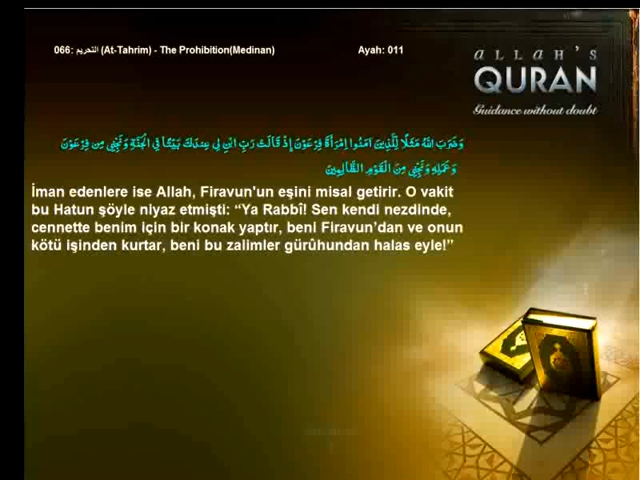 066: التحريم (At-Tahrim) - The Prohibition(Medinan)
Ayah: 011
ALLAH'S
QURAN
Guidance without doubt
وَضَرَبَ اللَّهُ مَثَلًا لِّلَّذِينَ آمَنُوا امْرَأَةَ فِرْعَوْنَ إِذْ قَالَتْ رَبِّ ابْنِ لِي عِندَكَ بَيْتًا فِي الْجَنَّةِ وَنَجِّنِي مِن فِرْعَوْنَ
وَعَمَلِهِ وَنَجِّنِي مِنَ الْقَوْمِ الظَّالِمِينَ
İman edenlere ise Allah, Firavun'un eşini misal getirir. O vakit
bu Hatun şöyle niyaz etmişti: “Ya Rabbî! Sen kendi nezdinde,
cennette benim için bir konak yaptır, beni Firavun’dan ve onun
kötü işinden kurtar, beni bu zalimler gürûhundan halas eyle!”